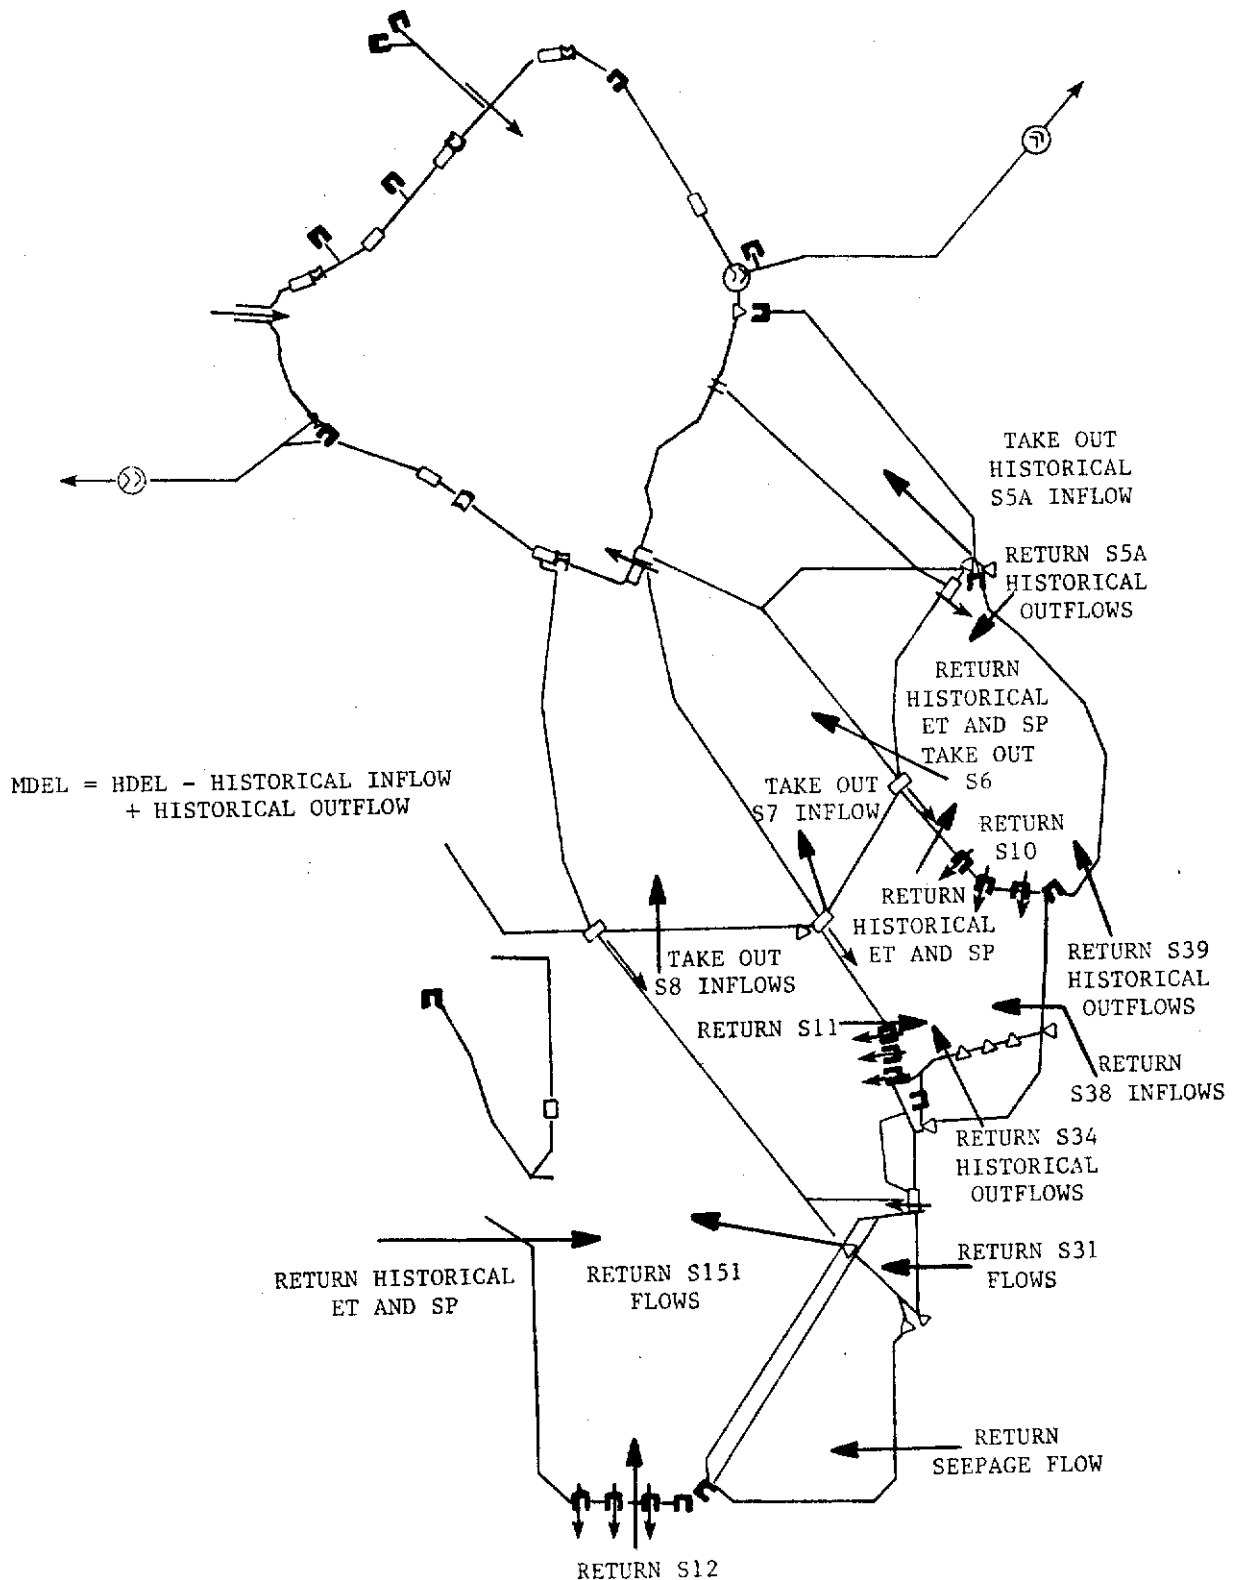 TAKE OUT
HISTORICAL
S5A INFLOW
RETURN S5A
HISTORICAL
OUTFLOWS
RETURN
HISTORICAL
ET AND SP
TAKE OUT
S6
MDEL = HDEL - HISTORICAL INFLOW
+ HISTORICAL OUTFLOW
TAKE OUT
S7 INFLOW
RETURN
S10
RETURN
HISTORICAL
ET AND SP
TAKE OUT
S8 INFLOWS
RETURN S39
HISTORICAL
OUTFLOWS
RETURN S11
RETURN
S38 INFLOWS
RETURN S34
HISTORICAL
OUTFLOWS
RETURN HISTORICAL
ET AND SP
RETURN S151
FLOWS
RETURN S31
FLOWS
RETURN
SEEPAGE FLOW
RETURN S12